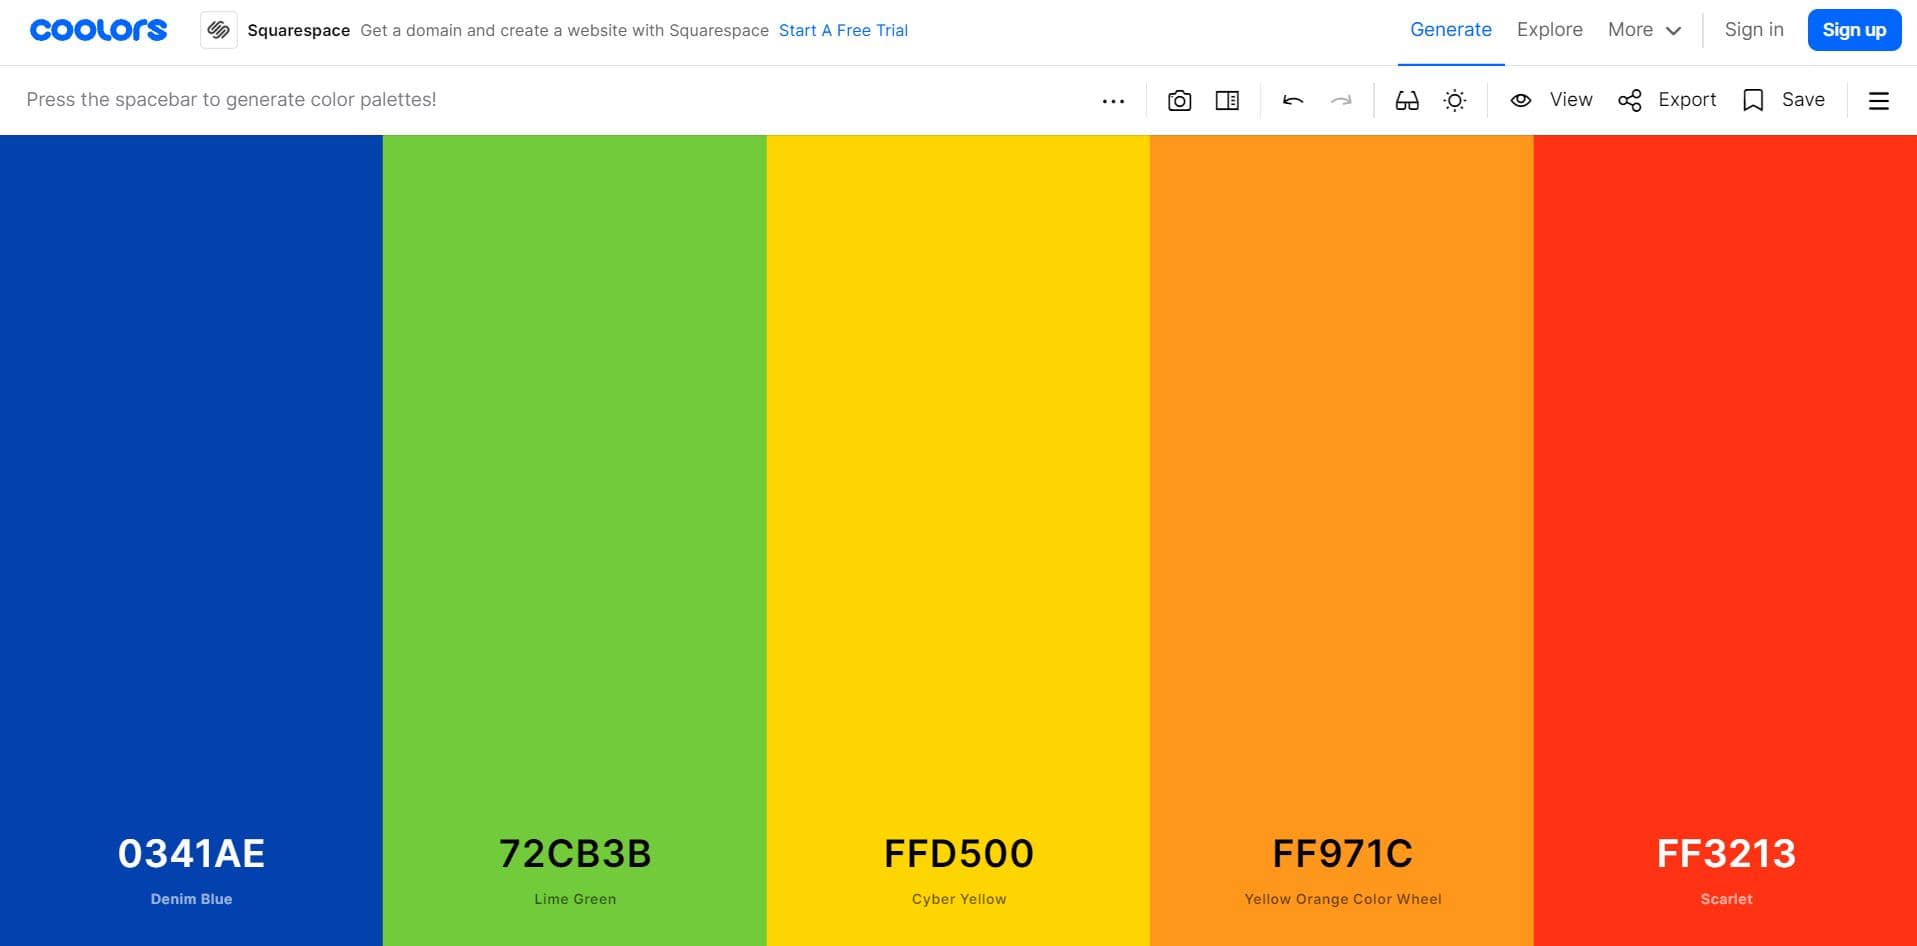 coolors
Squarespace Get a domain and create a website with Squarespace Start A Free Trial
Generate Explore More Sign in Sign up
Press the spacebar to generate color palettes!
View Export Save
0341AE
Denim Blue
72CB3B
Lime Green
FFD500
Cyber Yellow
FF971C
Yellow Orange Color Wheel
FF3213
Scarlet